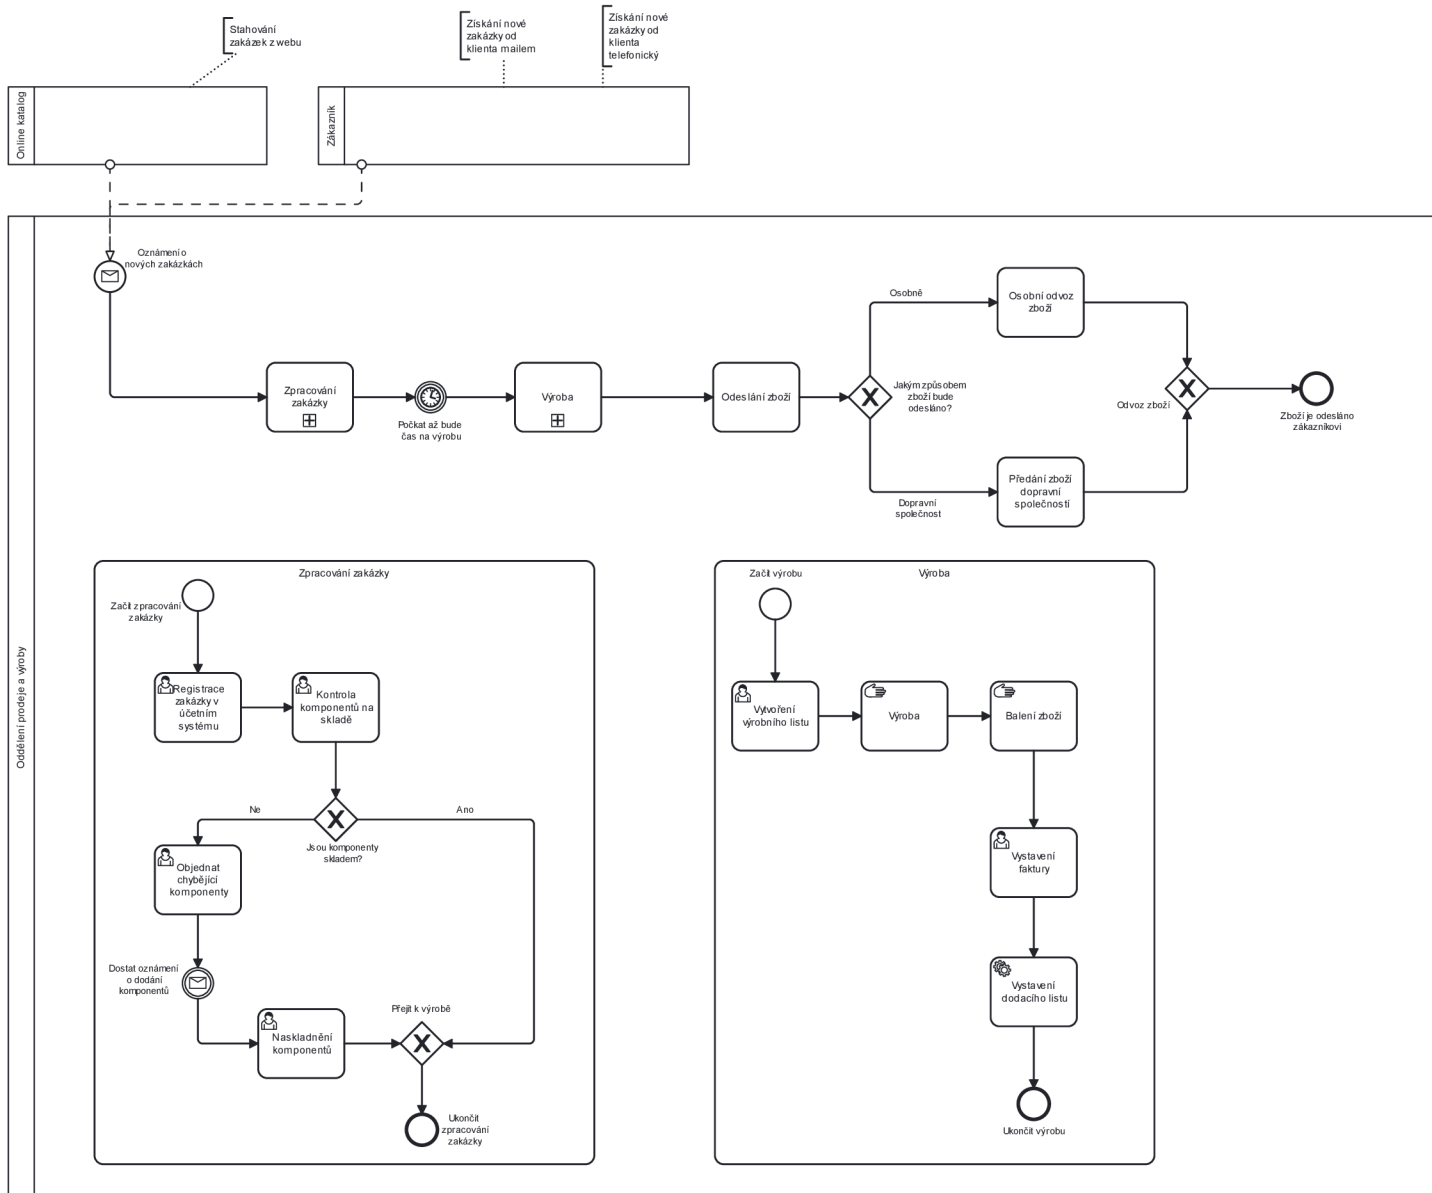 Stahování
zakázek z webu
Získání nové
zakázky od
klienta mailem
Získání nové
zakázky od
klienta
telefonický
Online katalog
Zákazník
Oddělení prodeje a výroby
Oznámení o
nových zakázkách
Zpracování
zakázky
Počkat až bude
čas na výrobu
Výroba
Odeslání zboží
Jakým způsobem
zboží bude
odesláno?
Osobně
Osobní odvoz
zboží
Dopravní
společnost
Předání zboží
dopravní
společností
Odvoz zboží
Zboží je odesláno
zákazníkovi
Zpracování zakázky
Začít zpracování
zakázky
Registrace
zakázky v
účetním
systému
Kontrola
komponentů na
skladě
Jsou komponenty
skladem?
Ne
Ano
Objednat
chybějící
komponenty
Dostat oznámení
o dodání
komponentů
Naskladnění
komponentů
Přejít k výrobě
Ukončit
zpracování
zakázky
Výroba
Začít výrobu
Vytvoření
výrobního listu
Výroba
Balení zboží
Vystavení
faktury
Vystavení
dodacího listu
Ukončit výrobu